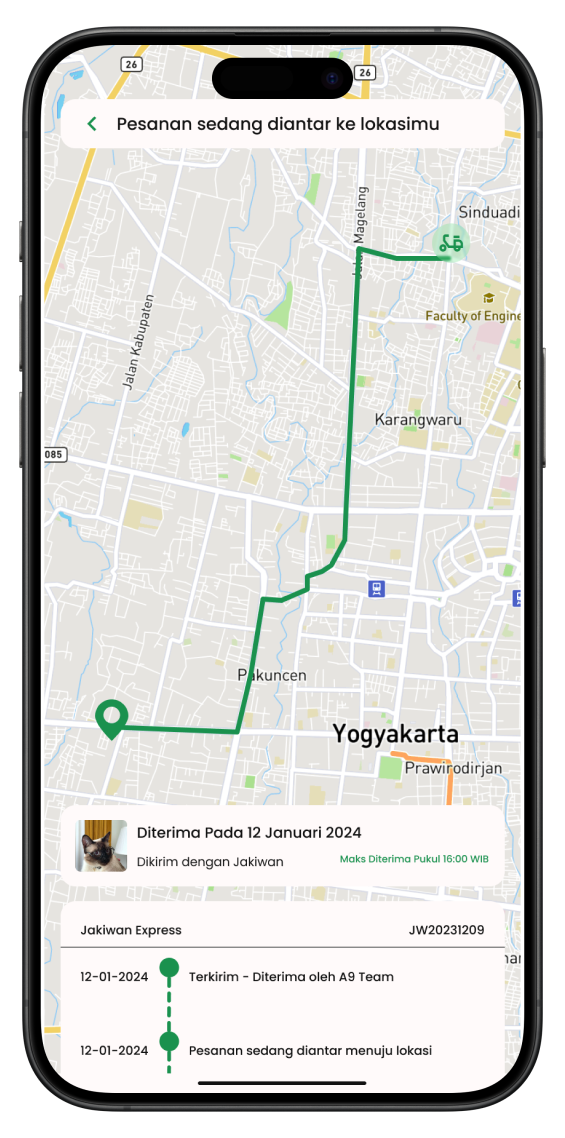 26
26
Pesanan sedang diantar ke lokasimu
Jalan Magelang
Sinduadi
Faculty of Engine
Jalan Kabupaten
Karangwaru
085
Pakuncen
Yogyakarta
Prawirodirjan
Diterima Pada 12 Januari 2024
Dikirim dengan Jakiwan
Maks Diterima Pukul 16:00 WIB
Jakiwan Express
JW20231209
12-01-2024
Terkirim - Diterima oleh A9 Team
12-01-2024
Pesanan sedang diantar menuju lokasi